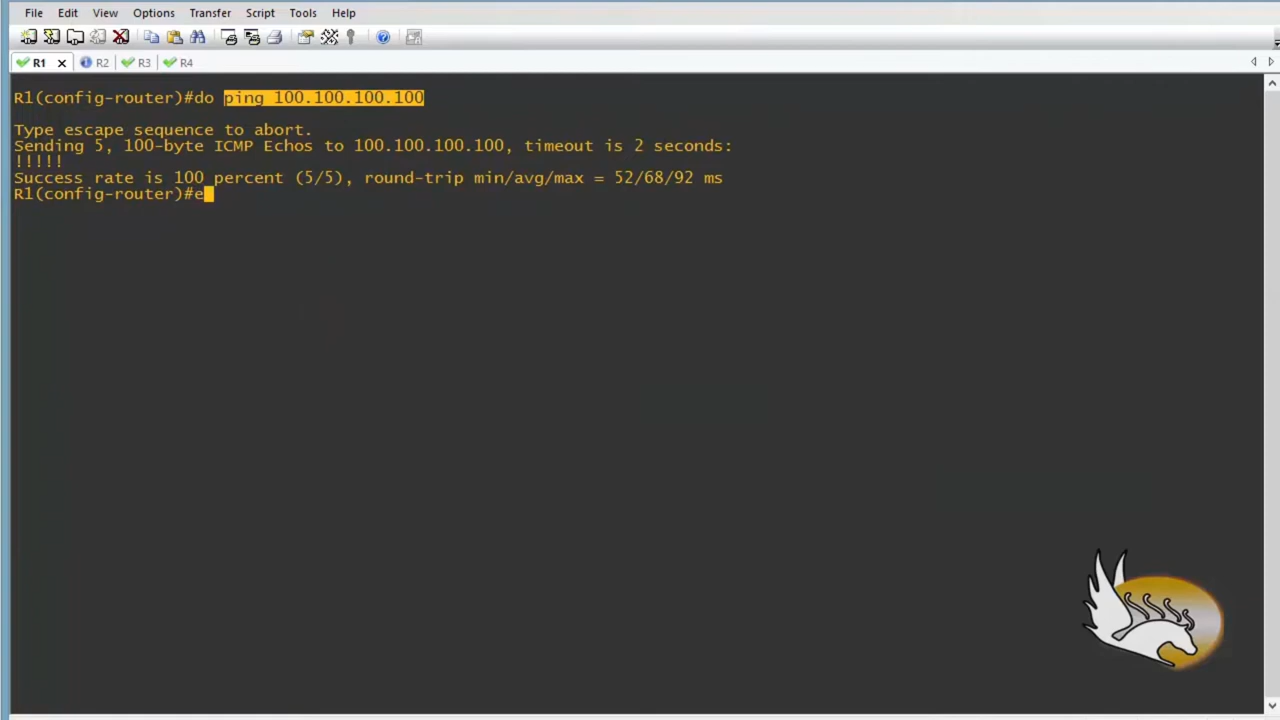 File Edit View Options Transfer Script Tools Help
R1 R2 R3 R4
R1(config-router)#do ping 100.100.100.100
Type escape sequence to abort.
Sending 5, 100-byte ICMP Echos to 100.100.100.100, timeout is 2 seconds:
!!!!!
Success rate is 100 percent (5/5), round-trip min/avg/max = 52/68/92 ms
R1(config-router)#e